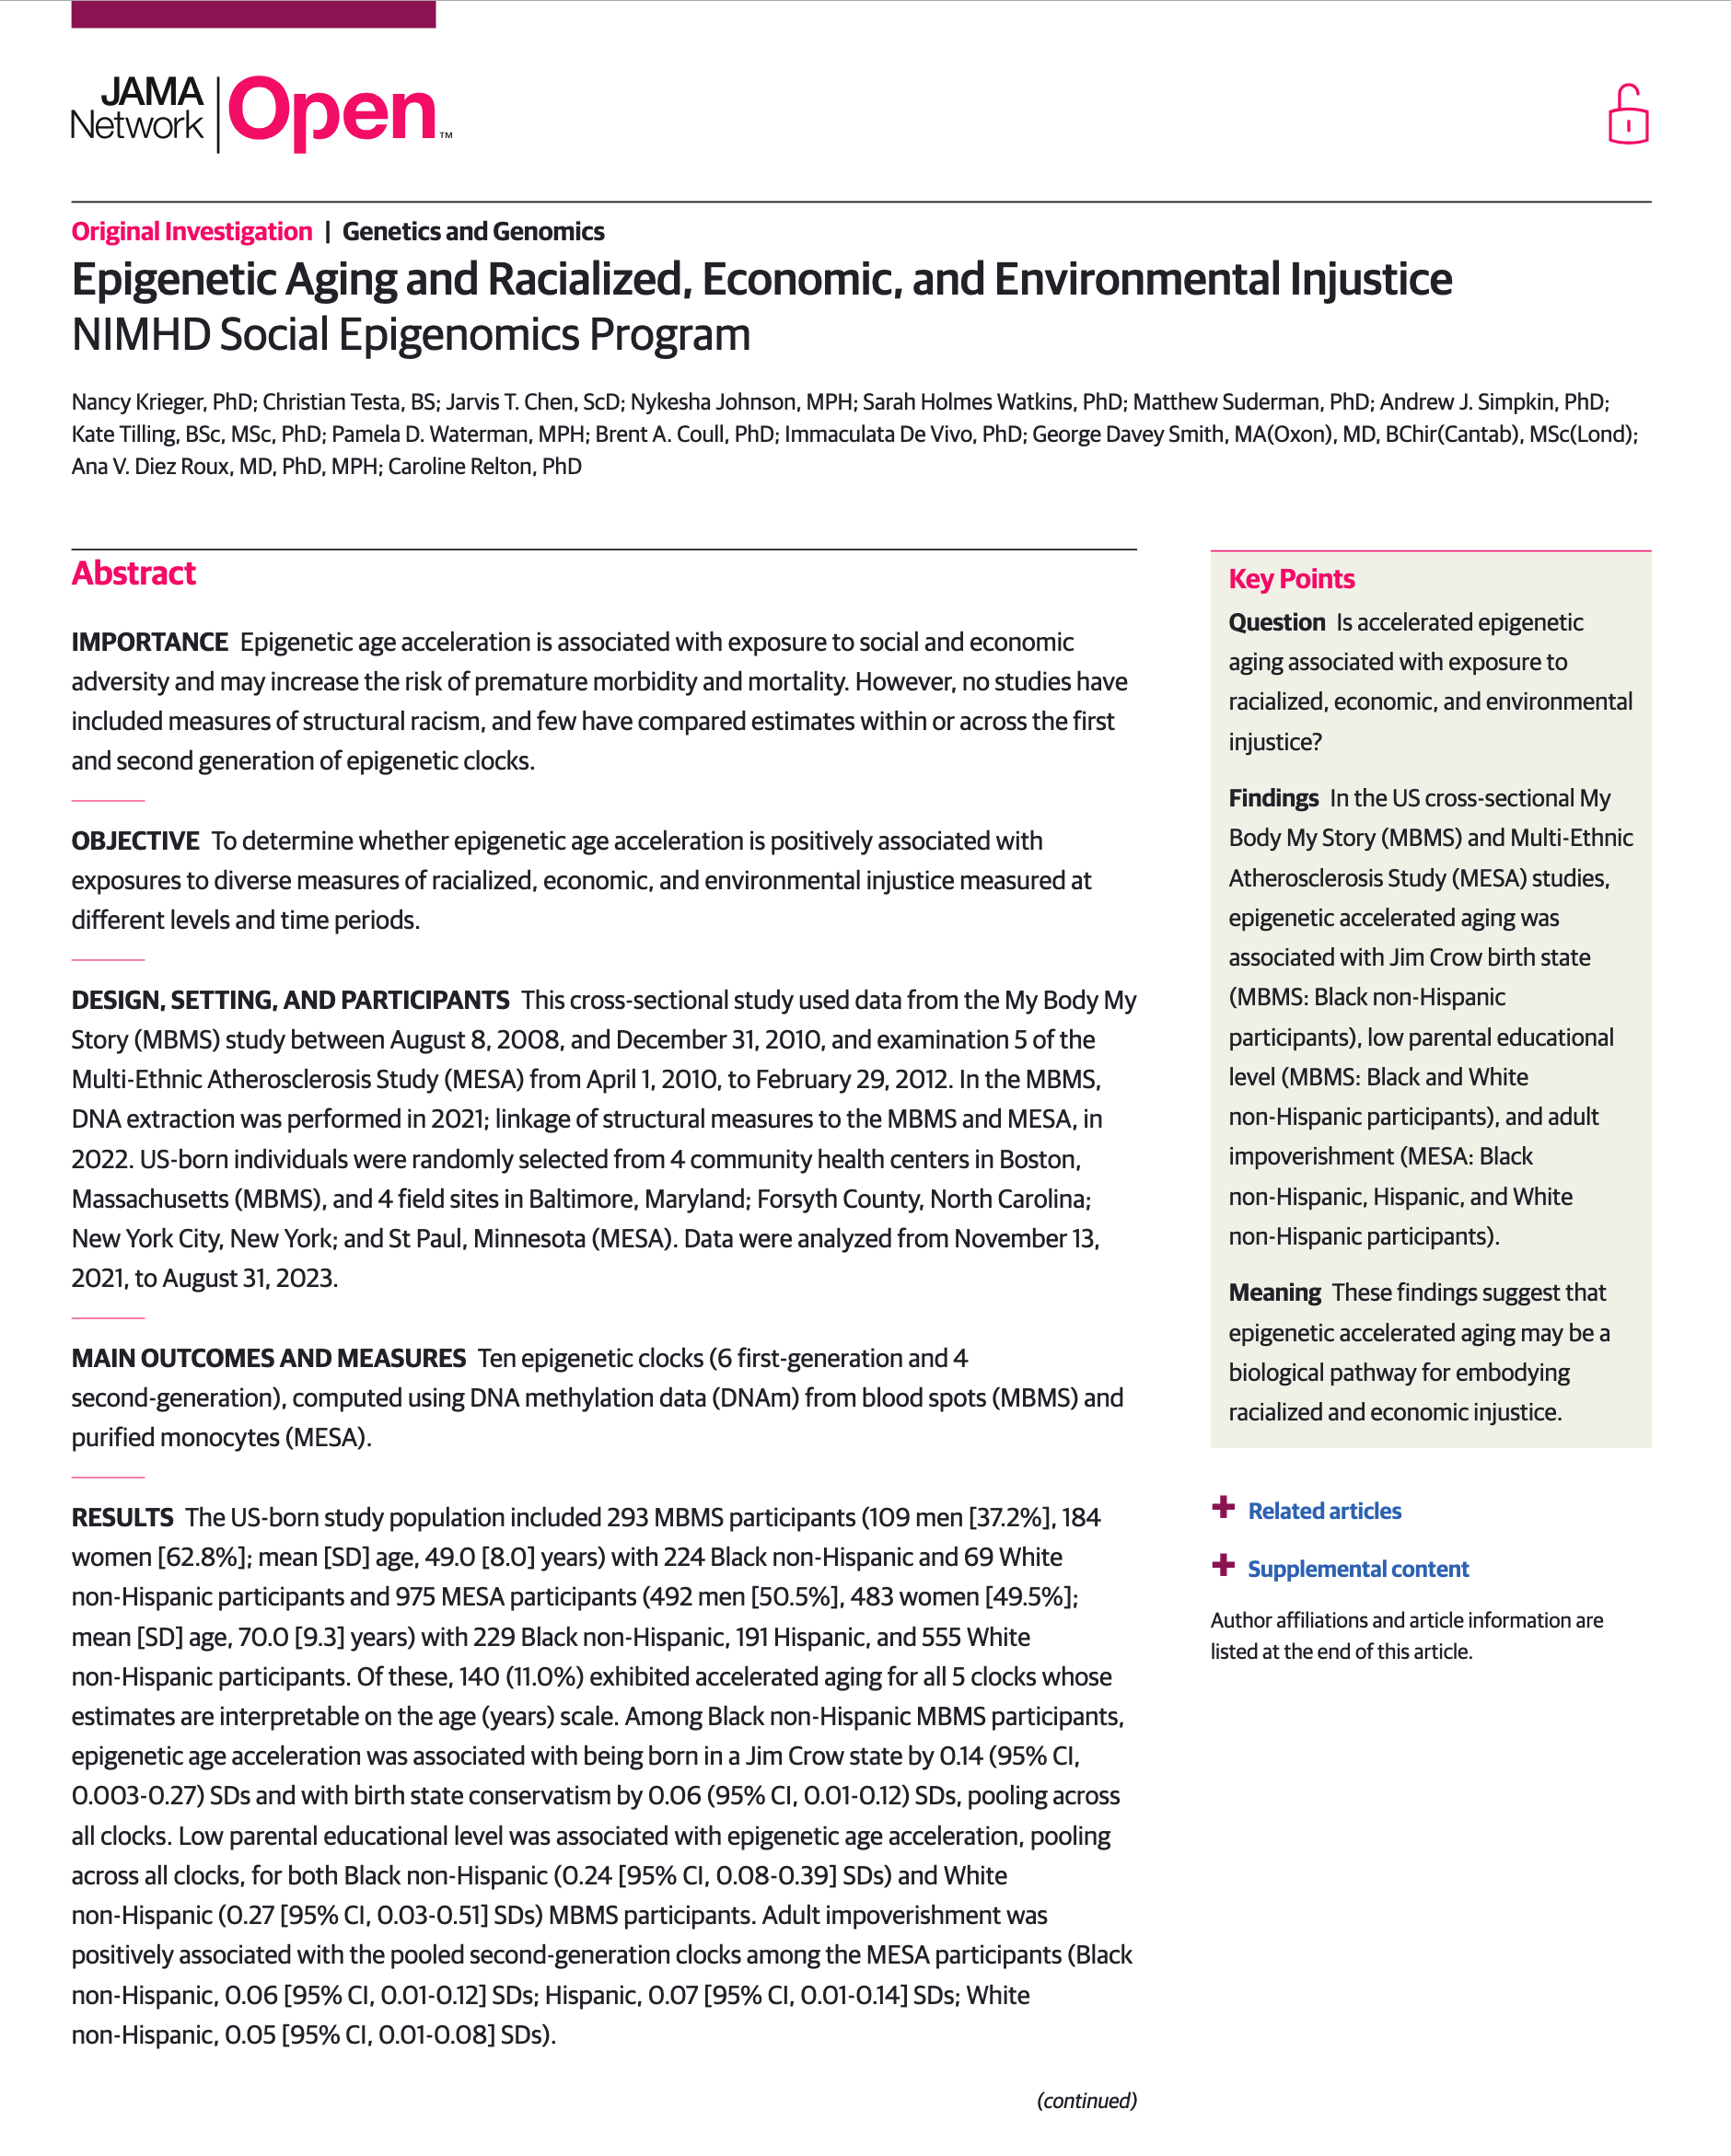 JAMA
Network
Open™
Original Investigation | Genetics and Genomics
Epigenetic Aging and Racialized, Economic, and Environmental Injustice
NIMHD Social Epigenomics Program
Nancy Krieger, PhD; Christian Testa, BS; Jarvis T. Chen, ScD; Nykesha Johnson, MPH; Sarah Holmes Watkins, PhD; Matthew Suderman, PhD; Andrew J. Simpkin, PhD;
Kate Tilling, BSc, MSc, PhD; Pamela D. Waterman, MPH; Brent A. Coull, PhD; Immaculata De Vivo, PhD; George Davey Smith, MA(Oxon), MD, BChir(Cantab), MSc(Lond);
Ana V. Diez Roux, MD, PhD, MPH; Caroline Relton, PhD
Abstract
IMPORTANCE Epigenetic age acceleration is associated with exposure to social and economic
adversity and may increase the risk of premature morbidity and mortality. However, no studies have
included measures of structural racism, and few have compared estimates within or across the first
and second generation of epigenetic clocks.
OBJECTIVE To determine whether epigenetic age acceleration is positively associated with
exposures to diverse measures of racialized, economic, and environmental injustice measured at
different levels and time periods.
DESIGN, SETTING, AND PARTICIPANTS This cross-sectional study used data from the My Body My
Story (MBMS) study between August 8, 2008, and December 31, 2010, and examination 5 of the
Multi-Ethnic Atherosclerosis Study (MESA) from April 1, 2010, to February 29, 2012. In the MBMS,
DNA extraction was performed in 2021; linkage of structural measures to the MBMS and MESA, in
2022. US-born individuals were randomly selected from 4 community health centers in Boston,
Massachusetts (MBMS), and 4 field sites in Baltimore, Maryland; Forsyth County, North Carolina;
New York City, New York; and St Paul, Minnesota (MESA). Data were analyzed from November 13,
2021, to August 31, 2023.
MAIN OUTCOMES AND MEASURES Ten epigenetic clocks (6 first-generation and 4
second-generation), computed using DNA methylation data (DNAm) from blood spots (MBMS) and
purified monocytes (MESA).
RESULTS The US-born study population included 293 MBMS participants (109 men [37.2%], 184
women [62.8%]; mean [SD] age, 49.0 [8.0] years) with 224 Black non-Hispanic and 69 White
non-Hispanic participants and 975 MESA participants (492 men [50.5%], 483 women [49.5%];
mean [SD] age, 70.0 [9.3] years) with 229 Black non-Hispanic, 191 Hispanic, and 555 White
non-Hispanic participants. Of these, 140 (11.0%) exhibited accelerated aging for all 5 clocks whose
estimates are interpretable on the age (years) scale. Among Black non-Hispanic MBMS participants,
epigenetic age acceleration was associated with being born in a Jim Crow state by 0.14 (95% CI,
0.003-0.27) SDs and with birth state conservatism by 0.06 (95% CI, 0.01-0.12) SDs, pooling across
all clocks. Low parental educational level was associated with epigenetic age acceleration, pooling
across all clocks, for both Black non-Hispanic (0.24 [95% CI, 0.08-0.39] SDs) and White
non-Hispanic (0.27 [95% CI, 0.03-0.51] SDs) MBMS participants. Adult impoverishment was
positively associated with the pooled second-generation clocks among the MESA participants (Black
non-Hispanic, 0.06 [95% CI, 0.01-0.12] SDs; Hispanic, 0.07 [95% CI, 0.01-0.14] SDs; White
non-Hispanic, 0.05 [95% CI, 0.01-0.08] SDs).
(continued)
Key Points
Question Is accelerated epigenetic
aging associated with exposure to
racialized, economic, and environmental
injustice?
Findings In the US cross-sectional My
Body My Story (MBMS) and Multi-Ethnic
Atherosclerosis Study (MESA) studies,
epigenetic accelerated aging was
associated with Jim Crow birth state
(MBMS: Black non-Hispanic
participants), low parental educational
level (MBMS: Black and White
non-Hispanic participants), and adult
impoverishment (MESA: Black
non-Hispanic, Hispanic, and White
non-Hispanic participants).
Meaning These findings suggest that
epigenetic accelerated aging may be a
biological pathway for embodying
racialized and economic injustice.
+ Related articles
+ Supplemental content
Author affiliations and article information are
listed at the end of this article.